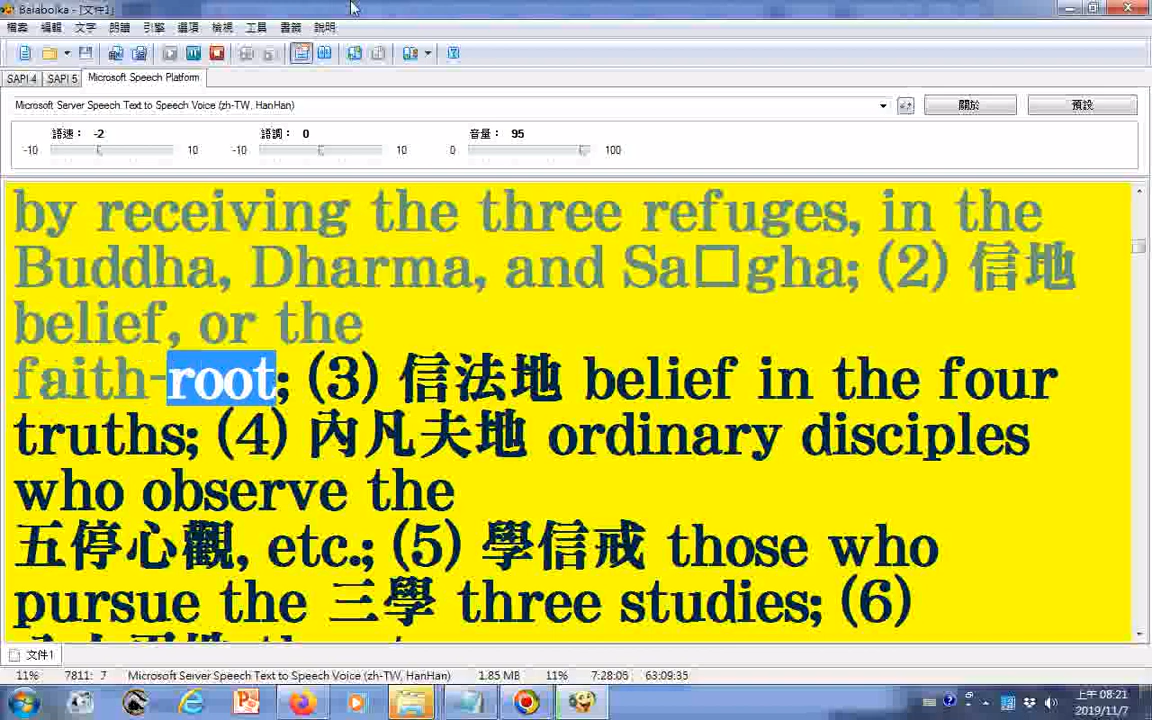 Balabolka - [文件1]
檔案 編輯 文字 朗讀 引擎 選項 檢視 工具 書籤 說明
SAPI 4 SAPI 5 Microsoft Speech Platform
Microsoft Server Speech Text to Speech Voice (zh-TW, HanHan) 關於 預設
語速： -2 語調： 0 音量： 95
-10 10 -10 10 0 100
by receiving the three refuges, in the
Buddha, Dharma, and Sa□gha; (2) 信地
belief, or the
faith-root; (3) 信法地 belief in the four
truths; (4) 內凡夫地 ordinary disciples
who observe the
五停心觀, etc.; (5) 學信戒 those who
pursue the 三學 three studies; (6)
文件1
11% 7811: 7 Microsoft Server Speech Text to Speech Voice (zh-TW, HanHan) 1.85 MB 11% 7:28:05 63:09:35
上午 08:21
2019/11/7